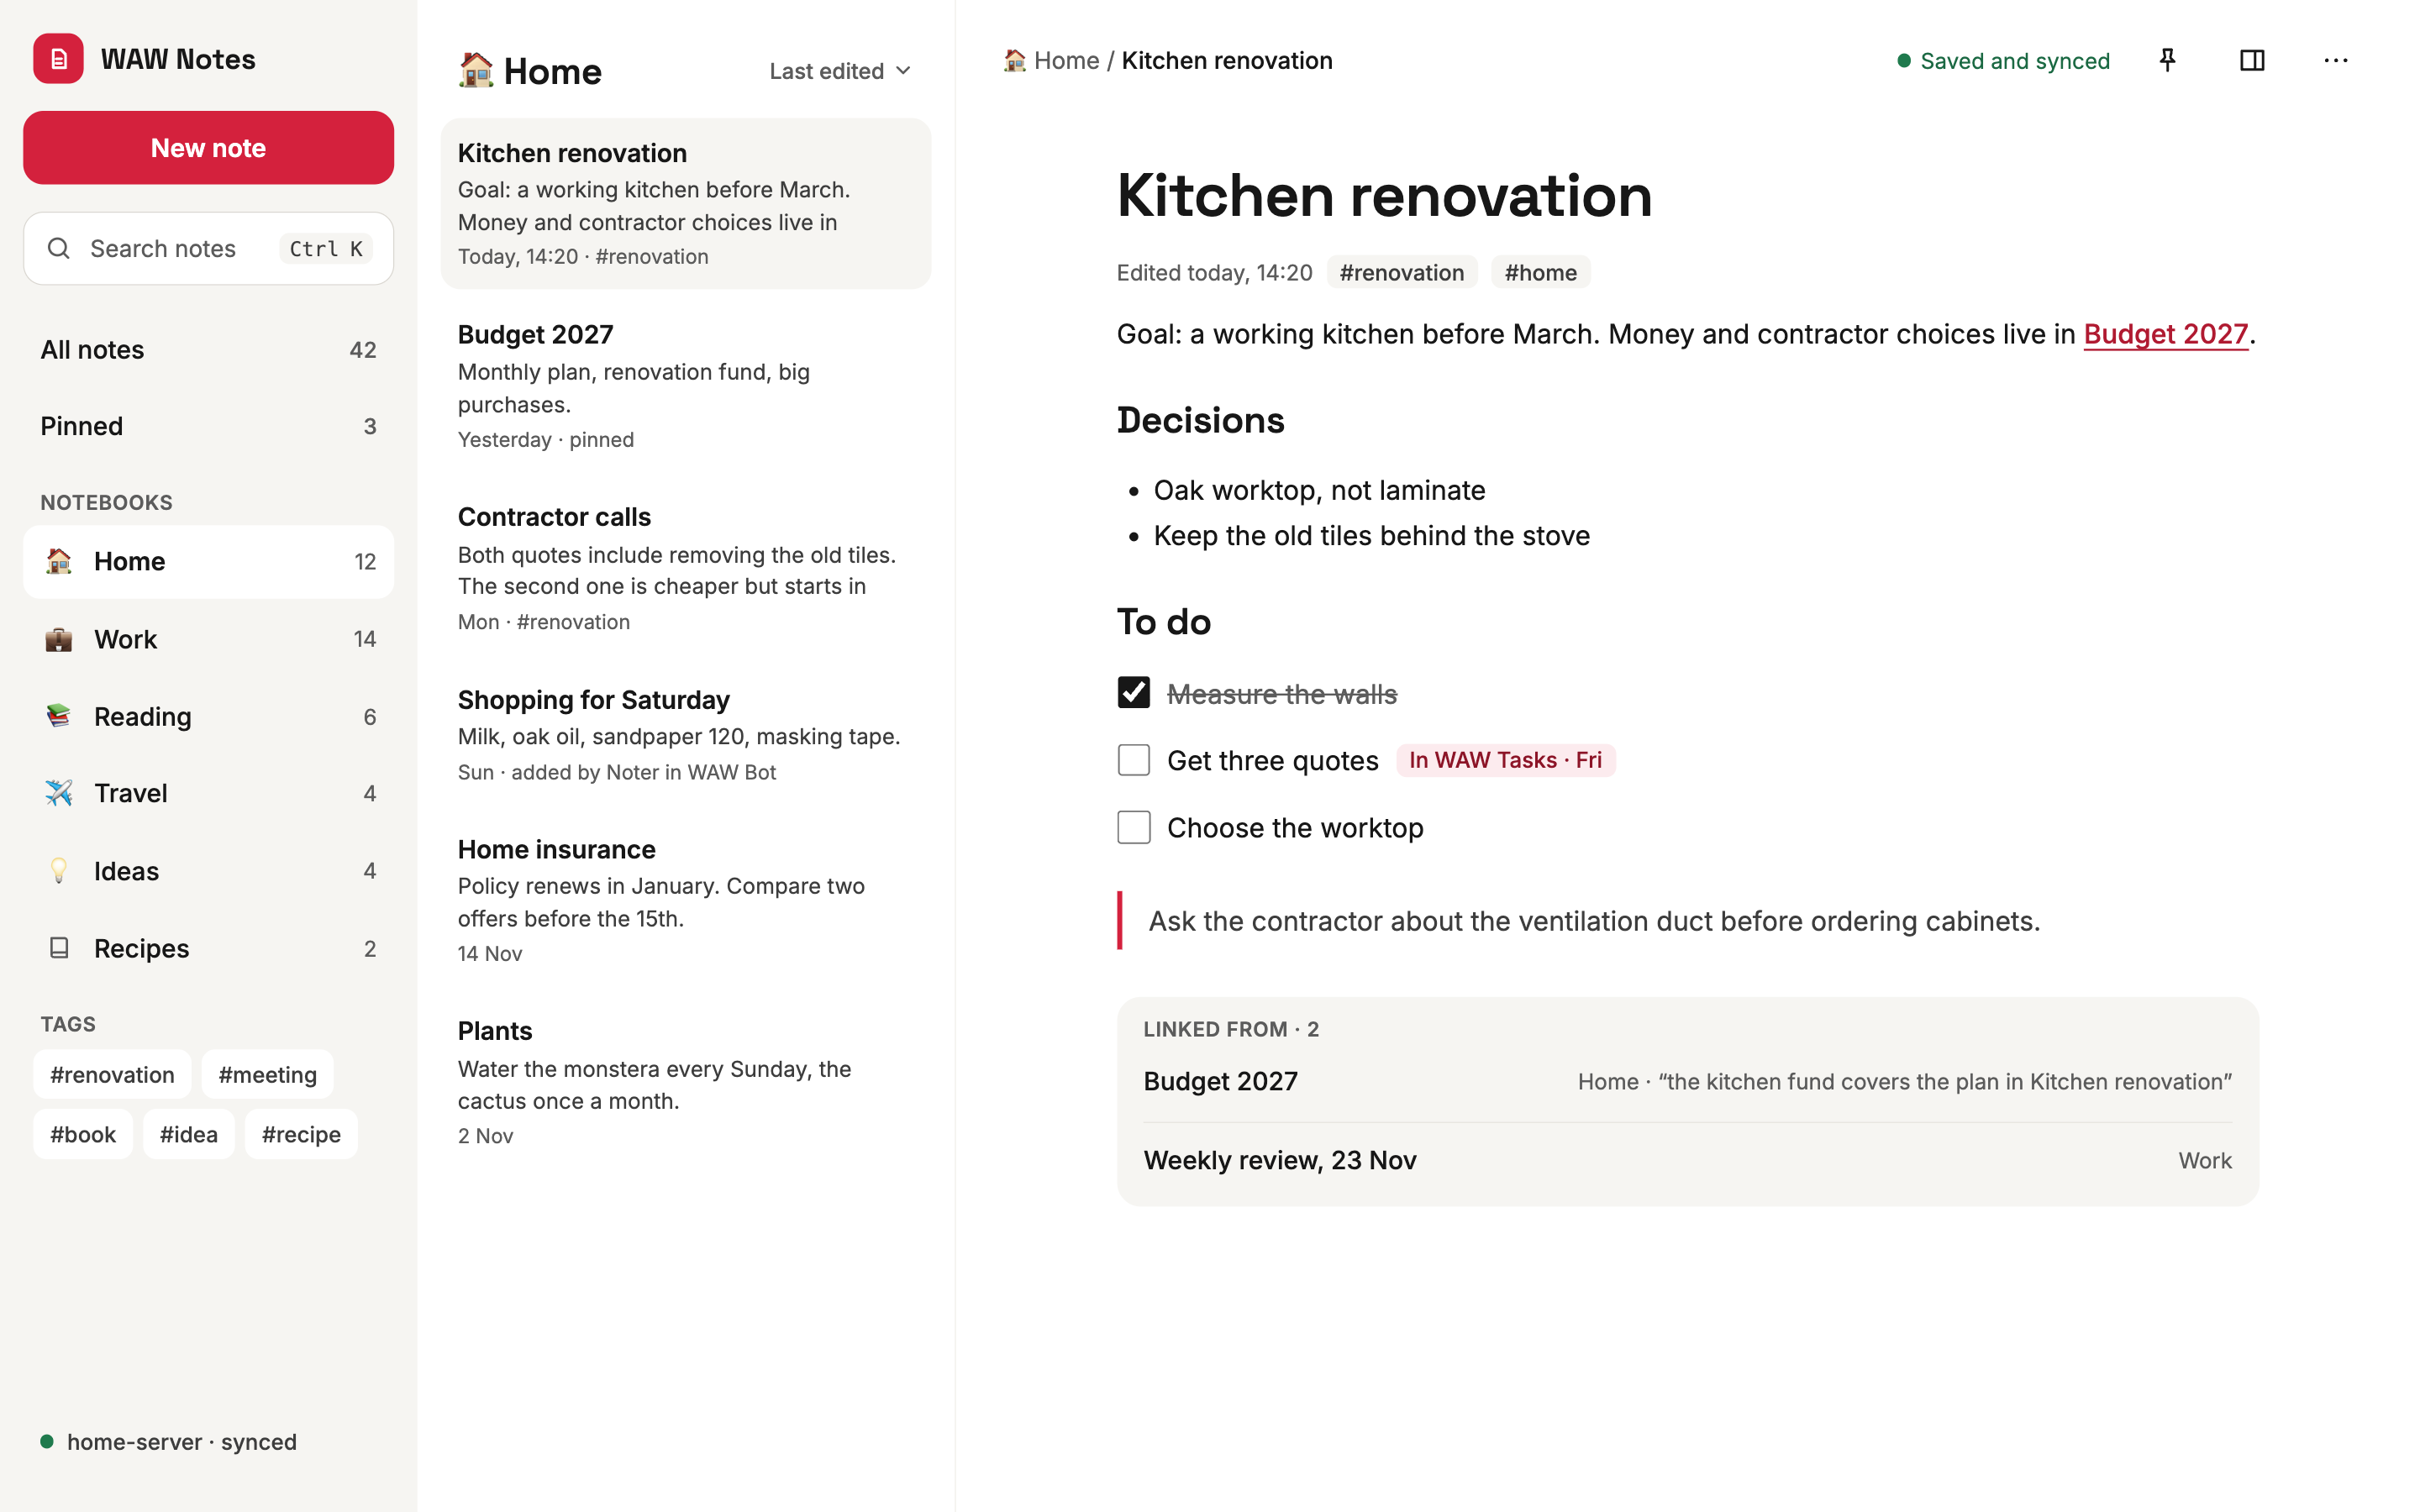 WAW Notes
New note
Search notes Ctrl K
All notes 42
Pinned 3
NOTEBOOKS
Home 12
Work 14
Reading 6
Travel 4
Ideas 4
Recipes 2
TAGS
#renovation #meeting
#book #idea #recipe
home-server · synced
Home Last edited
Kitchen renovation
Goal: a working kitchen before March.
Money and contractor choices live in
Today, 14:20 · #renovation
Budget 2027
Monthly plan, renovation fund, big
purchases.
Yesterday · pinned
Contractor calls
Both quotes include removing the old tiles.
The second one is cheaper but starts in
Mon · #renovation
Shopping for Saturday
Milk, oak oil, sandpaper 120, masking tape.
Sun · added by Noter in WAW Bot
Home insurance
Policy renews in January. Compare two
offers before the 15th.
14 Nov
Plants
Water the monstera every Sunday, the
cactus once a month.
2 Nov
Home / Kitchen renovation Saved and synced
Kitchen renovation
Edited today, 14:20 #renovation #home
Goal: a working kitchen before March. Money and contractor choices live in Budget 2027.
Decisions
• Oak worktop, not laminate
• Keep the old tiles behind the stove
To do
Measure the walls
Get three quotes In WAW Tasks · Fri
Choose the worktop
Ask the contractor about the ventilation duct before ordering cabinets.
LINKED FROM · 2
Budget 2027 Home · “the kitchen fund covers the plan in Kitchen renovation”
Weekly review, 23 Nov Work